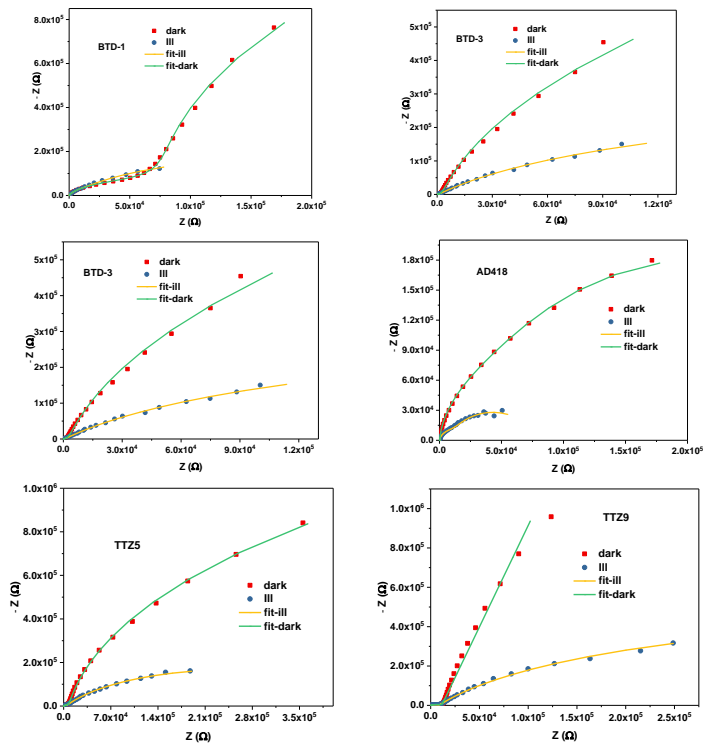 8.0x10⁵
6.0x10⁵
4.0x10⁵
2.0x10⁵
0.0
- Z (Ω)
BTD-1
dark
Ill
fit-ill
fit-dark
0.0 5.0x10⁴ 1.0x10⁵ 1.5x10⁵ 2.0x10⁵
Z (Ω)
5x10⁵
4x10⁵
3x10⁵
2x10⁵
1x10⁵
0
- Z (Ω)
BTD-3
dark
Ill
fit-ill
fit-dark
0.0 3.0x10⁴ 6.0x10⁴ 9.0x10⁴ 1.2x10⁵
Z (Ω)
5x10⁵
4x10⁵
3x10⁵
2x10⁵
1x10⁵
0
- Z (Ω)
BTD-3
dark
Ill
fit-ill
fit-dark
0.0 3.0x10⁴ 6.0x10⁴ 9.0x10⁴ 1.2x10⁵
Z (Ω)
1.8x10⁵
1.5x10⁵
1.2x10⁵
9.0x10⁴
6.0x10⁴
3.0x10⁴
0.0
- Z (Ω)
AD418
dark
Ill
fit-ill
fit-dark
0.0 5.0x10⁴ 1.0x10⁵ 1.5x10⁵ 2.0x10⁵
Z (Ω)
1.0x10⁶
8.0x10⁵
6.0x10⁵
4.0x10⁵
2.0x10⁵
0.0
- Z (Ω)
TTZ5
dark
Ill
fit-ill
fit-dark
0.0 7.0x10⁴ 1.4x10⁵ 2.1x10⁵ 2.8x10⁵ 3.5x10⁵
Z (Ω)
1.0x10⁶
8.0x10⁵
6.0x10⁵
4.0x10⁵
2.0x10⁵
0.0
- Z (Ω)
TTZ9
dark
Ill
fit-ill
fit-dark
0.0 5.0x10⁴ 1.0x10⁵ 1.5x10⁵ 2.0x10⁵ 2.5x10⁵
Z (Ω)